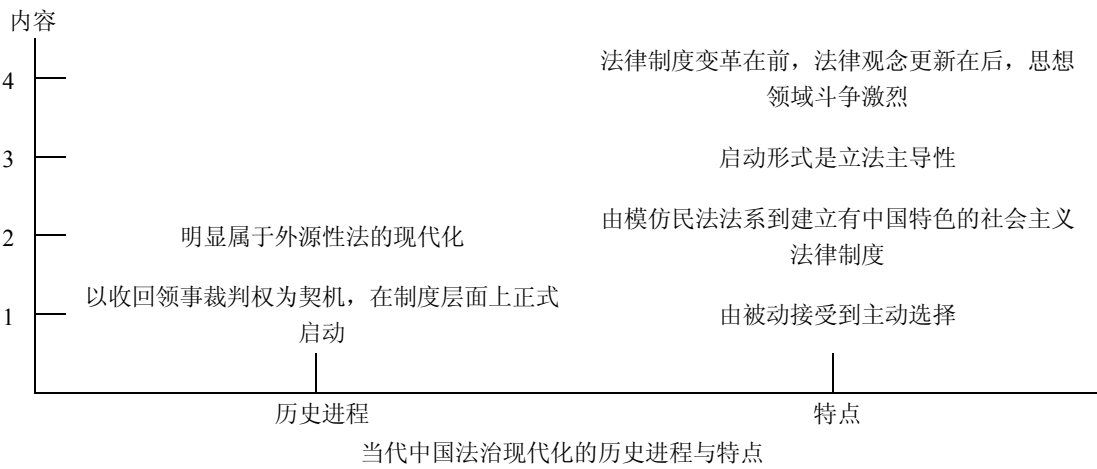 内容
4
法律制度变革在前，法律观念更新在后，思想
领域斗争激烈
3
启动形式是立法主导性
2
明显属于外源性法的现代化
由模仿民法法系到建立有中国特色的社会主义
法律制度
1
以收回领事裁判权为契机，在制度层面上正式
启动
由被动接受到主动选择
历史进程
特点
当代中国法治现代化的历史进程与特点